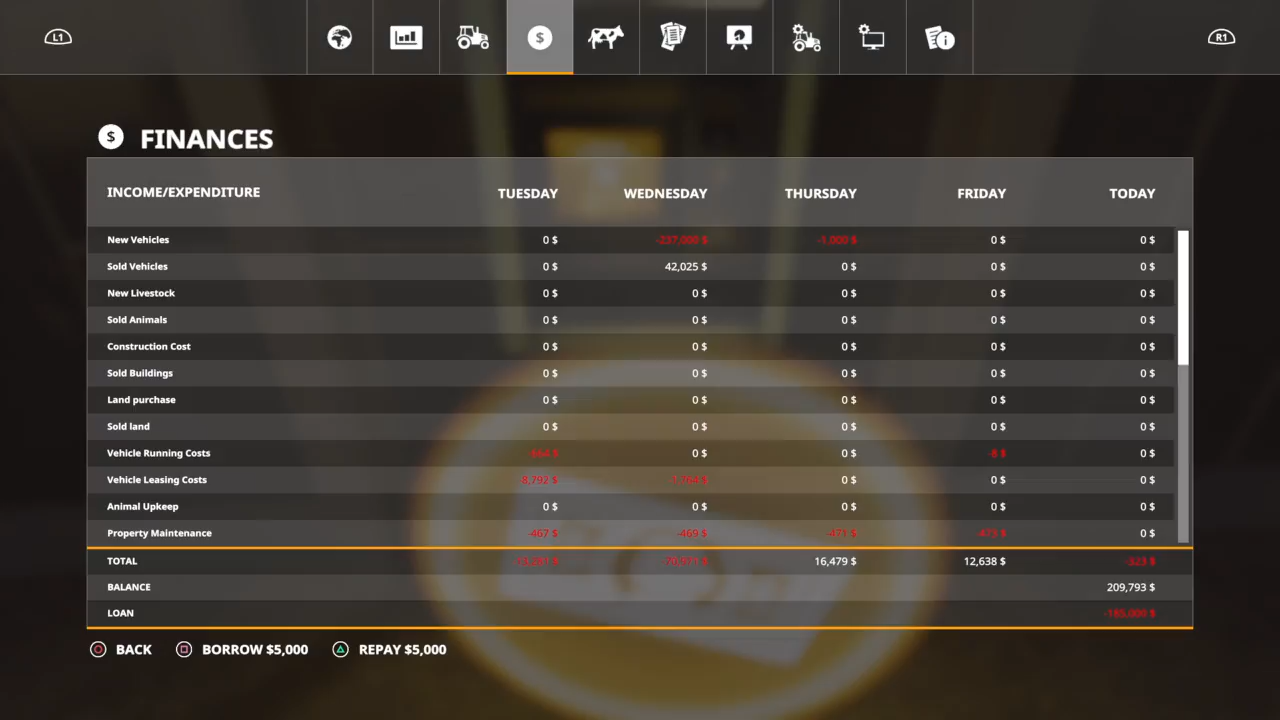 L1 $ R1
$ FINANCES
INCOME/EXPENDITURE TUESDAY WEDNESDAY THURSDAY FRIDAY TODAY
New Vehicles 0 $ -237,000 $ -1,000 $ 0 $ 0 $
Sold Vehicles 0 $ 42,025 $ 0 $ 0 $ 0 $
New Livestock 0 $ 0 $ 0 $ 0 $ 0 $
Sold Animals 0 $ 0 $ 0 $ 0 $ 0 $
Construction Cost 0 $ 0 $ 0 $ 0 $ 0 $
Sold Buildings 0 $ 0 $ 0 $ 0 $ 0 $
Land purchase 0 $ 0 $ 0 $ 0 $ 0 $
Sold land 0 $ 0 $ 0 $ 0 $ 0 $
Vehicle Running Costs 0 $ 0 $ -8 $ 0 $
Vehicle Leasing Costs -8,792 $ 0 $ 0 $ 0 $
Animal Upkeep 0 $ 0 $ 0 $ 0 $ 0 $
Property Maintenance -467 $ -469 $ -471 $ -473 $ 0 $
TOTAL 16,479 $ 12,638 $ -323 $
BALANCE 209,793 $
LOAN
BACK BORROW $5,000 REPAY $5,000